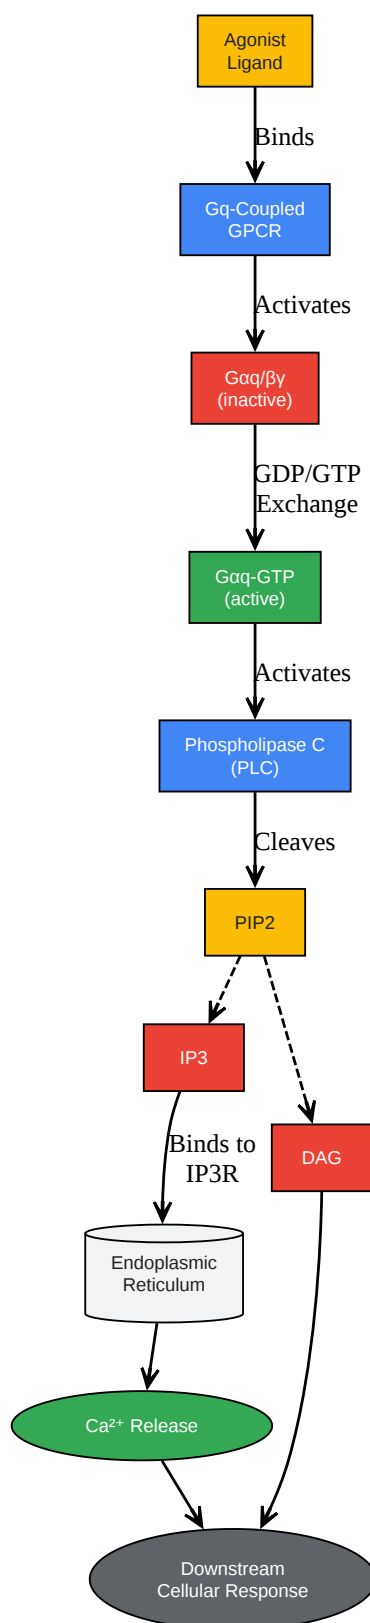 Agonist
Ligand
Binds
Gq-Coupled
GPCR
Activates
Gαq/βγ
(inactive)
GDP/GTP
Exchange
Gαq-GTP
(active)
Activates
Phospholipase C
(PLC)
Cleaves
PIP2
IP3
Binds to
IP3R
DAG
Endoplasmic
Reticulum
Ca²⁺ Release
Downstream
Cellular Response